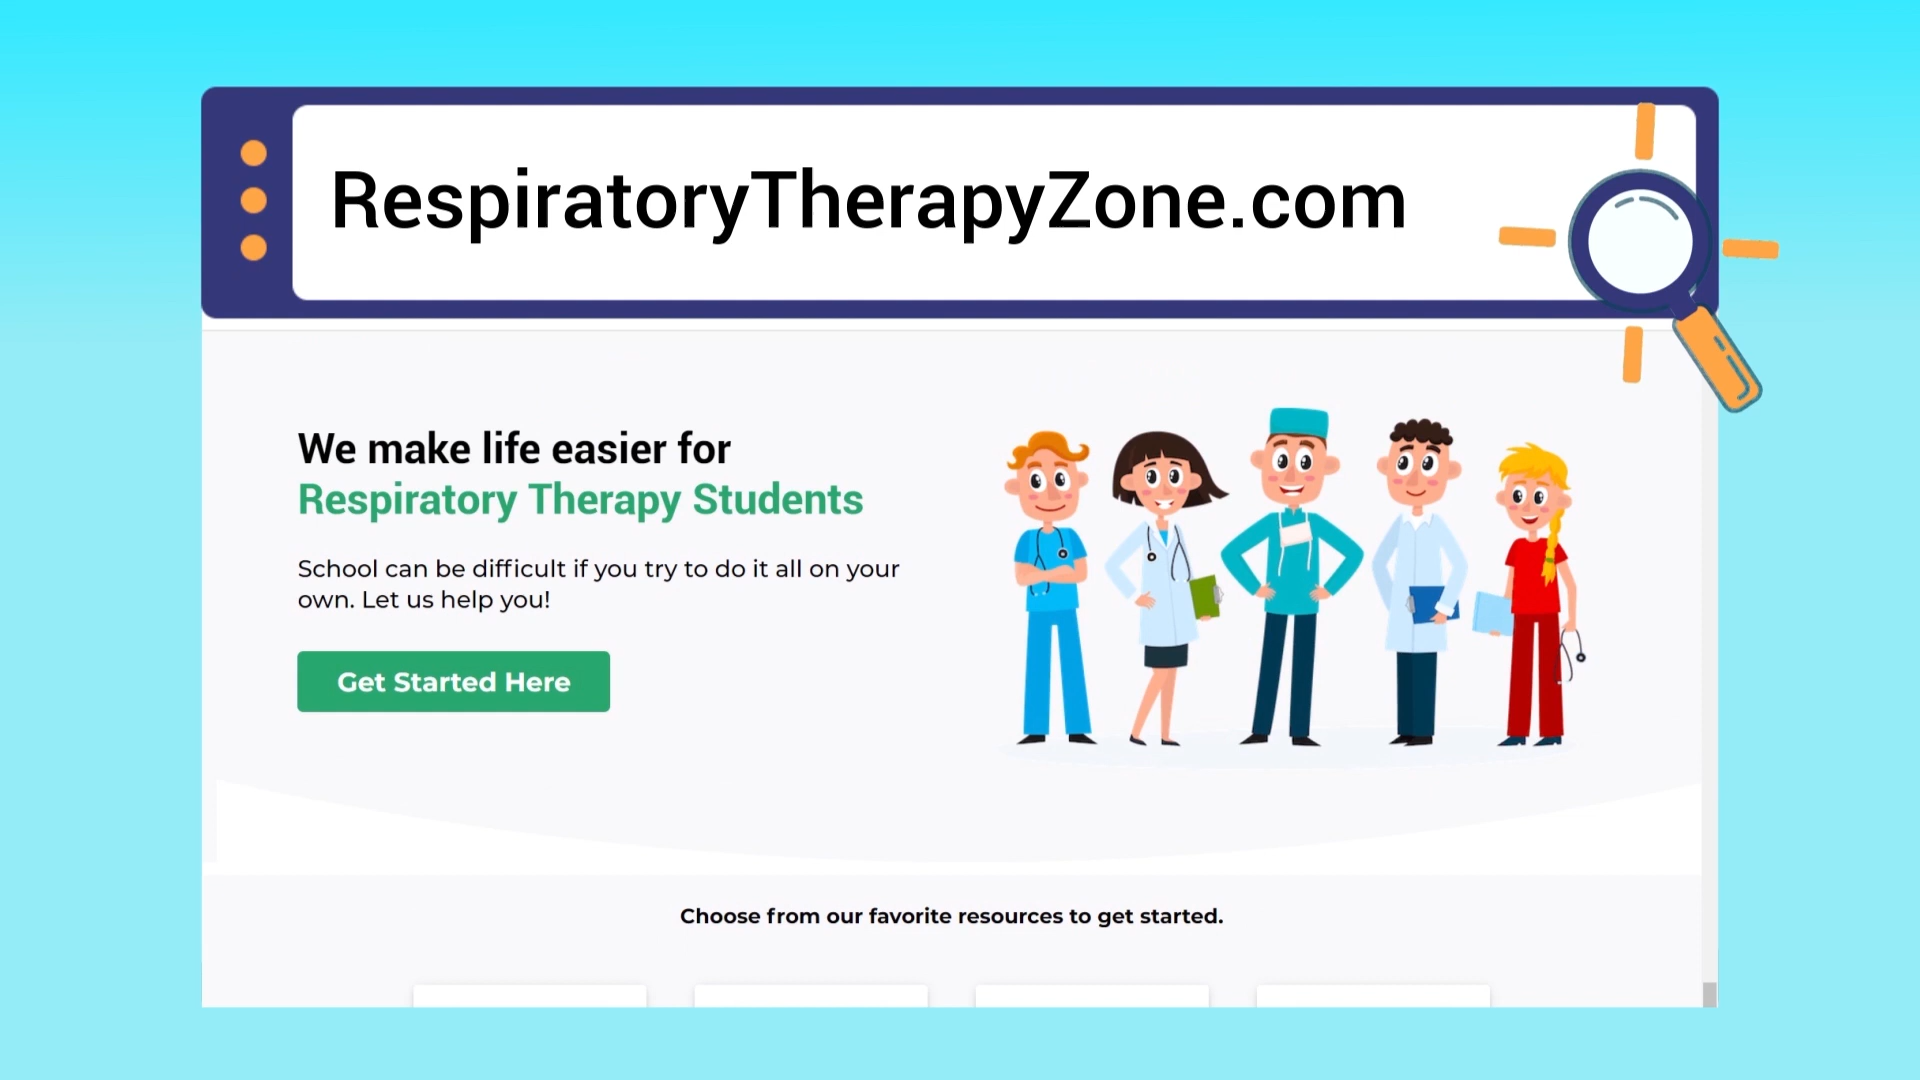 RespiratoryTherapyZone.com
We make life easier for
Respiratory Therapy Students
School can be difficult if you try to do it all on your
own. Let us help you!
Get Started Here
Choose from our favorite resources to get started.